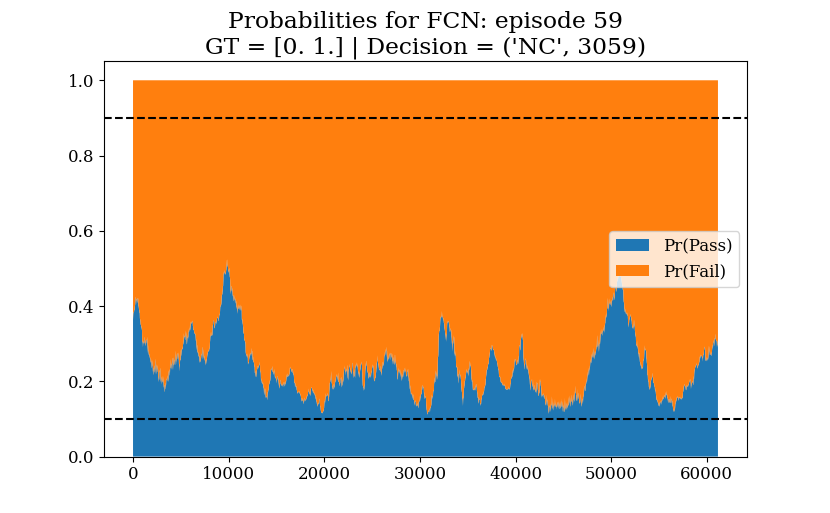 Probabilities for FCN: episode 59
GT = [0. 1.] | Decision = ('NC', 3059)
1.0
0.8
0.6
0.4
0.2
0.0
Pr(Pass)
Pr(Fail)
0 10000 20000 30000 40000 50000 60000